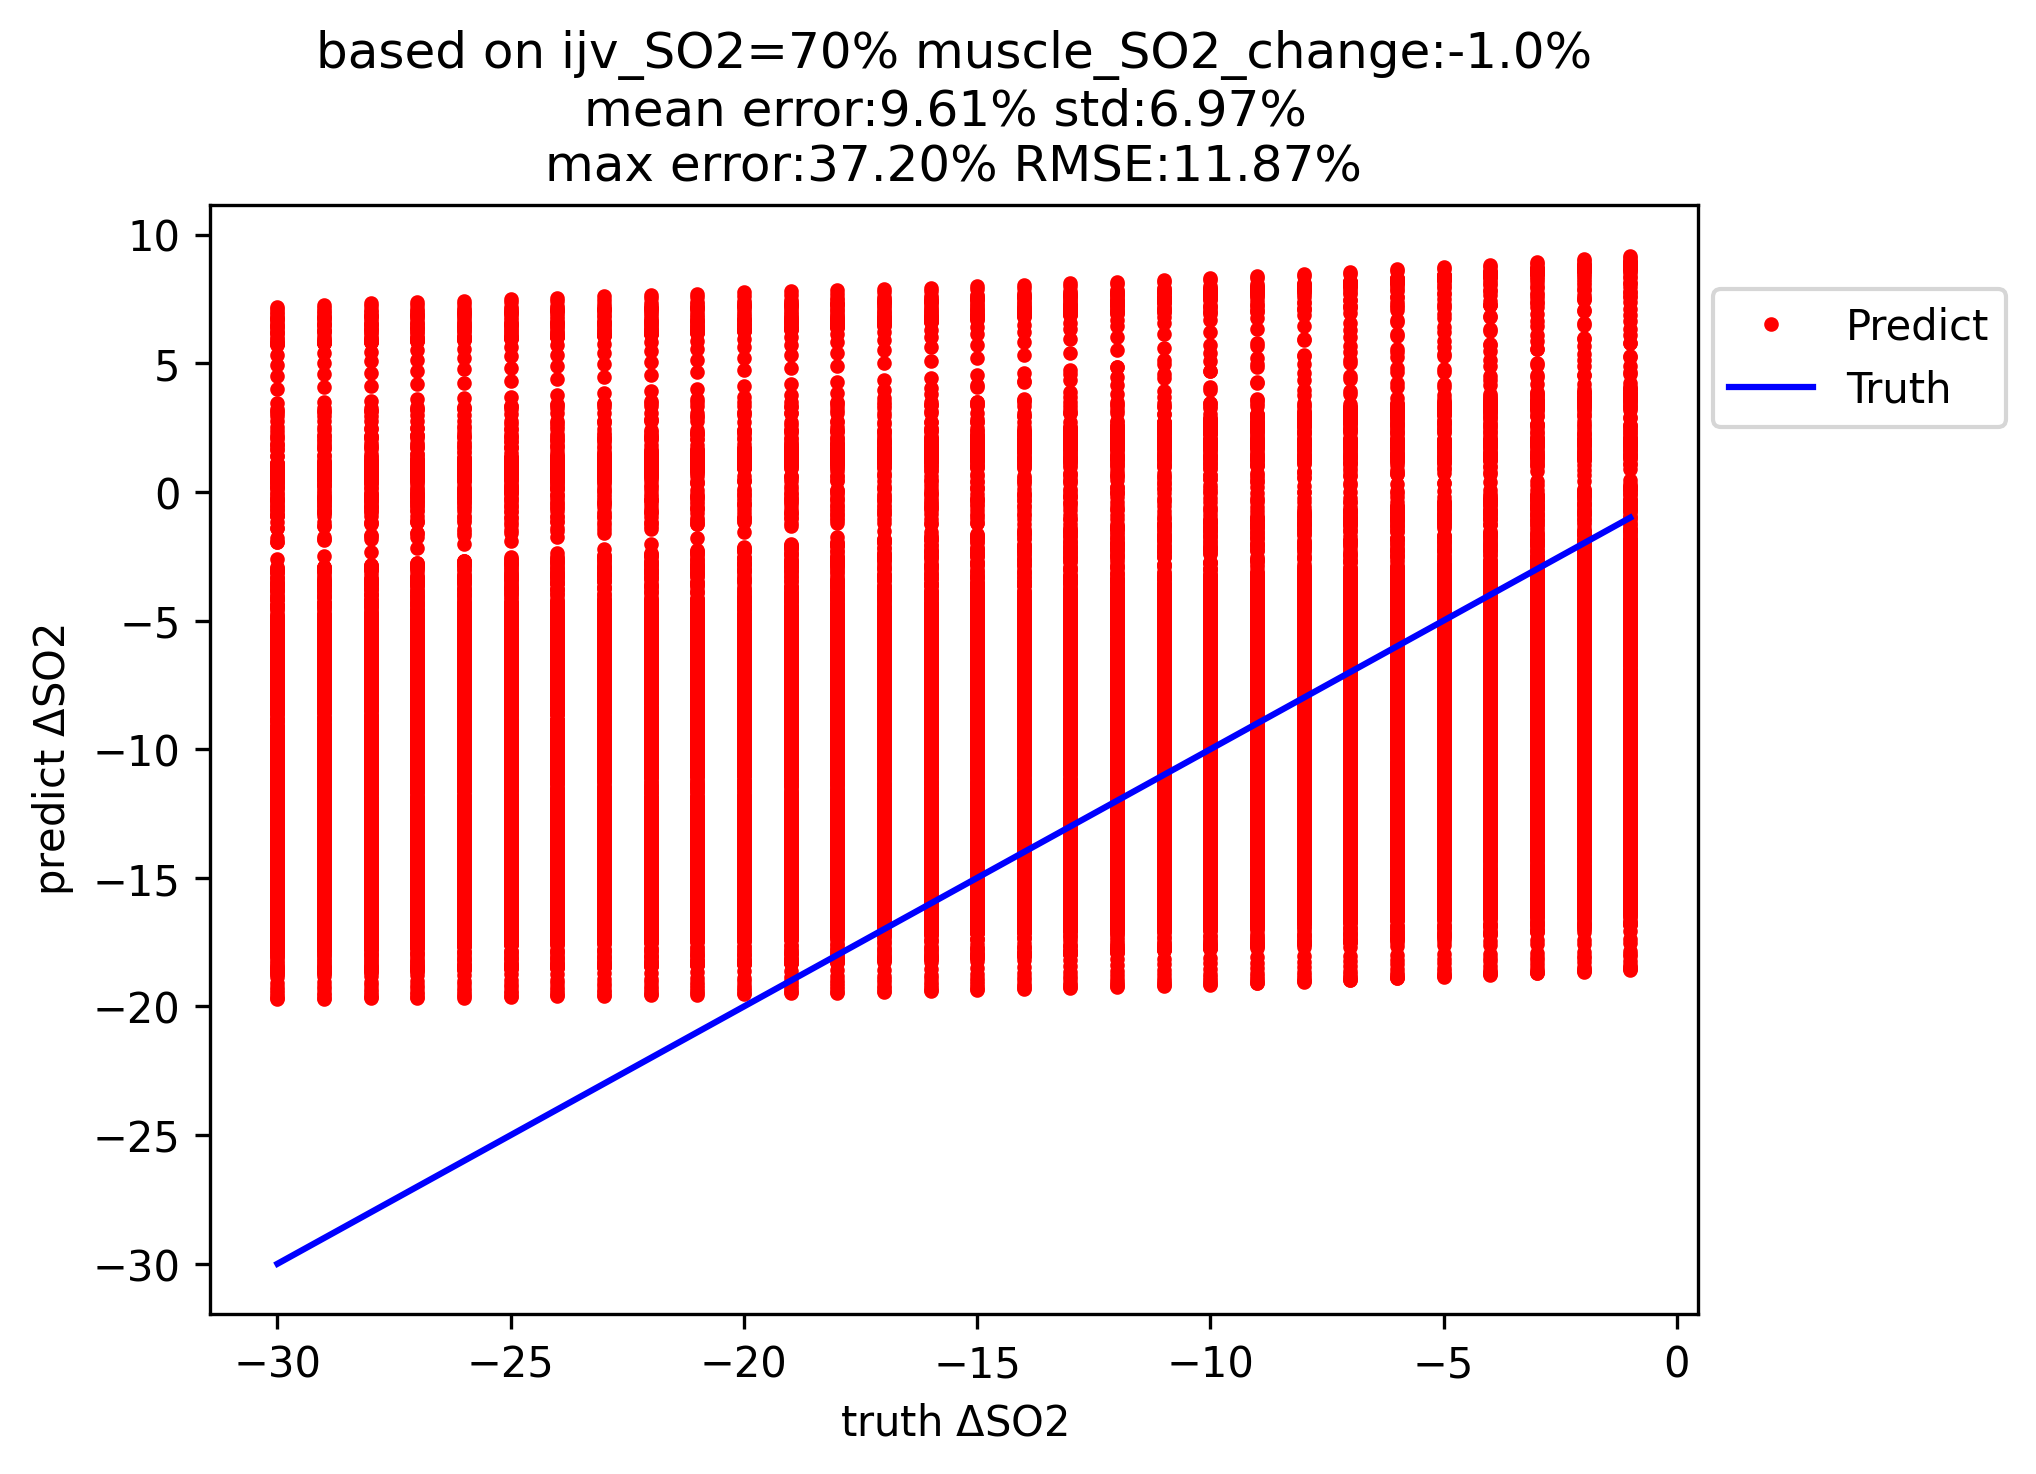 based on ijv_SO2=70% muscle_SO2_change:-1.0%
mean error:9.61% std:6.97%
max error:37.20% RMSE:11.87%
10
5
0
−5
−10
−15
−20
−25
−30
predict ΔSO2
−30
−25
−20
−15
−10
−5
0
truth ΔSO2
Predict
Truth